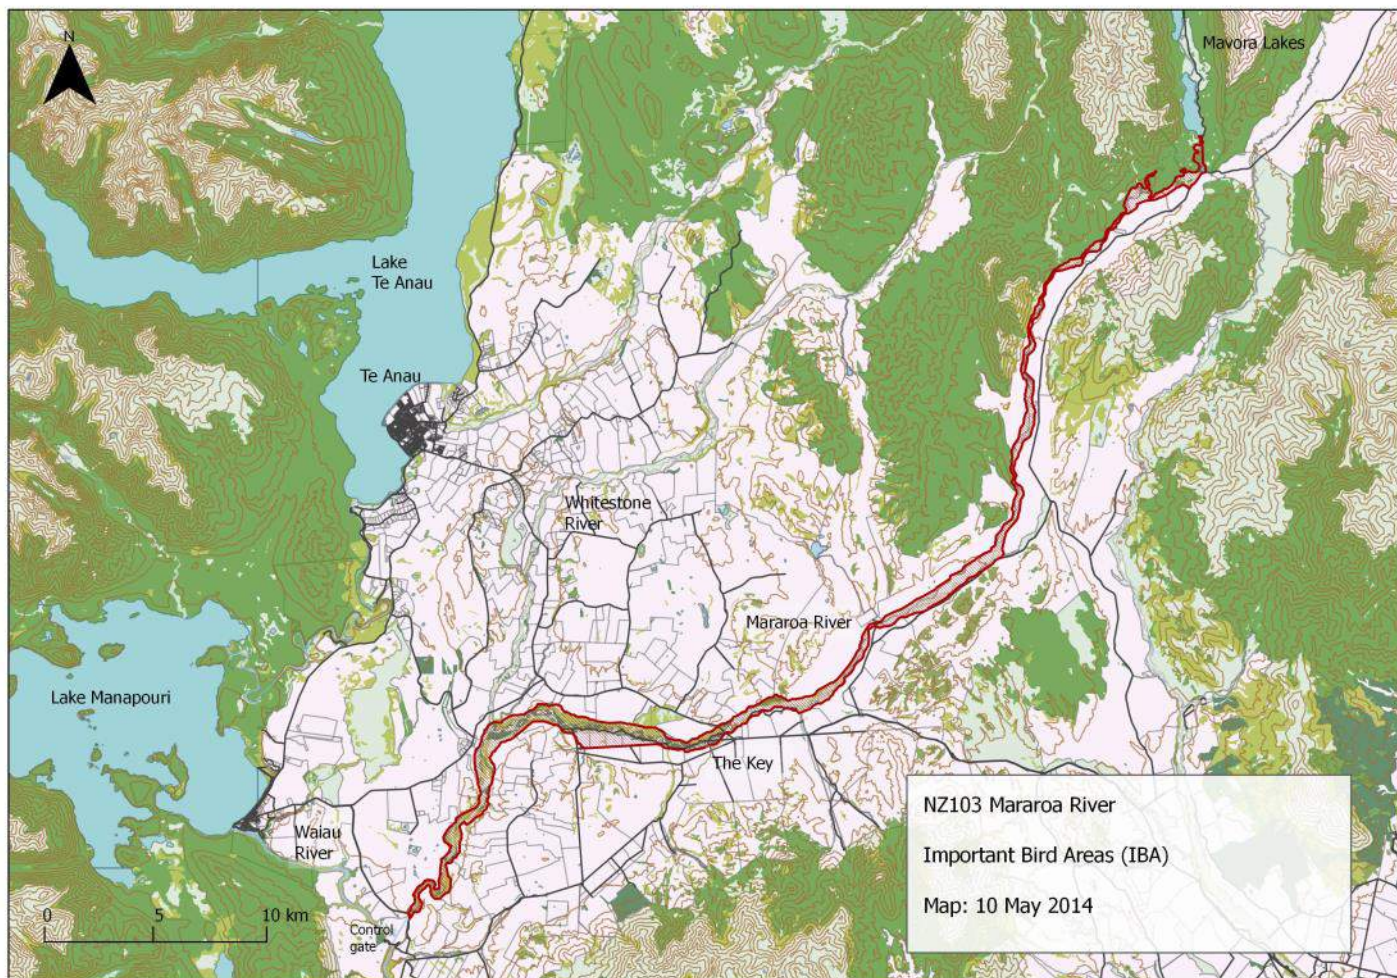 N
Mavora Lakes
Lake
Te Anau
Te Anau
Whitestone
River
Mararoa River
Lake Manapouri
The Key
Waiau
River
Control
gate
0 5 10 km
NZ103 Mararoa River
Important Bird Areas (IBA)
Map: 10 May 2014